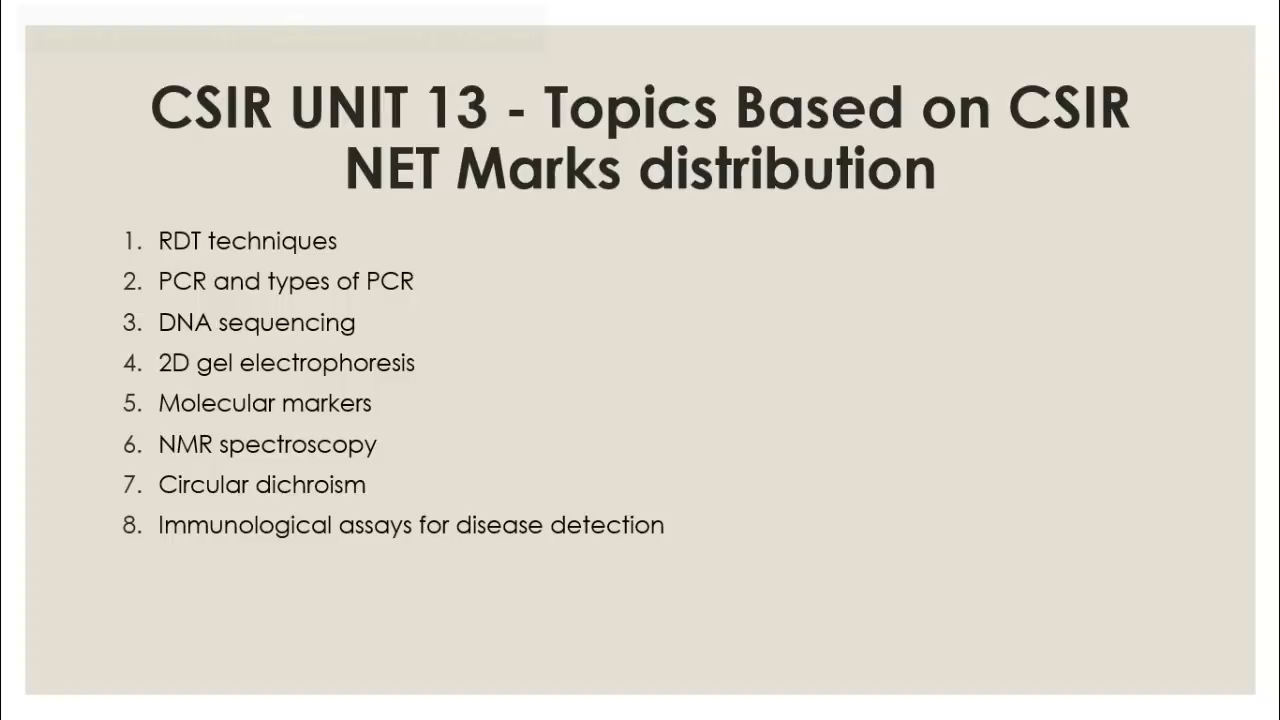 CSIR UNIT 13 - Topics Based on CSIR
NET Marks distribution
1. RDT techniques
2. PCR and types of PCR
3. DNA sequencing
4. 2D gel electrophoresis
5. Molecular markers
6. NMR spectroscopy
7. Circular dichroism
8. Immunological assays for disease detection